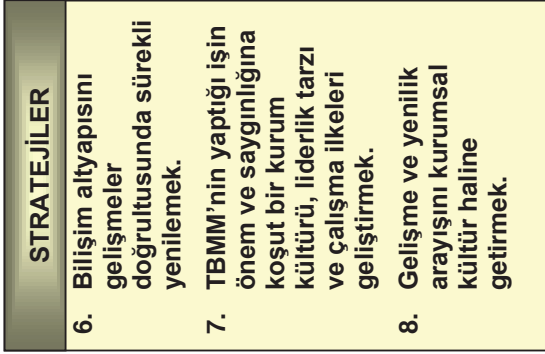 STRATEJİLER
6. Bilişim altyapısını
gelişmeler
doğrultusunda sürekli
yenilemek.
7. TBMM’nin yaptığı işin
önem ve saygınlığına
koşut bir kurum
kültürü, liderlik tarzı
ve çalışma ilkeleri
geliştirmek.
8. Gelişme ve yenilik
arayışını kurumsal
kültür haline
getirmek.